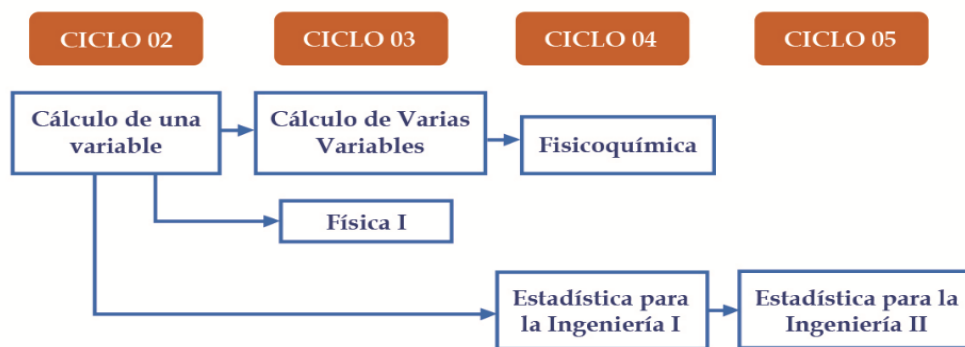 CICLO 02
CICLO 03
CICLO 04
CICLO 05
Cálculo de una
variable
Cálculo de Varias
Variables
Fisicoquímica
Física I
Estadística para
la Ingeniería I
Estadística para la
Ingeniería II